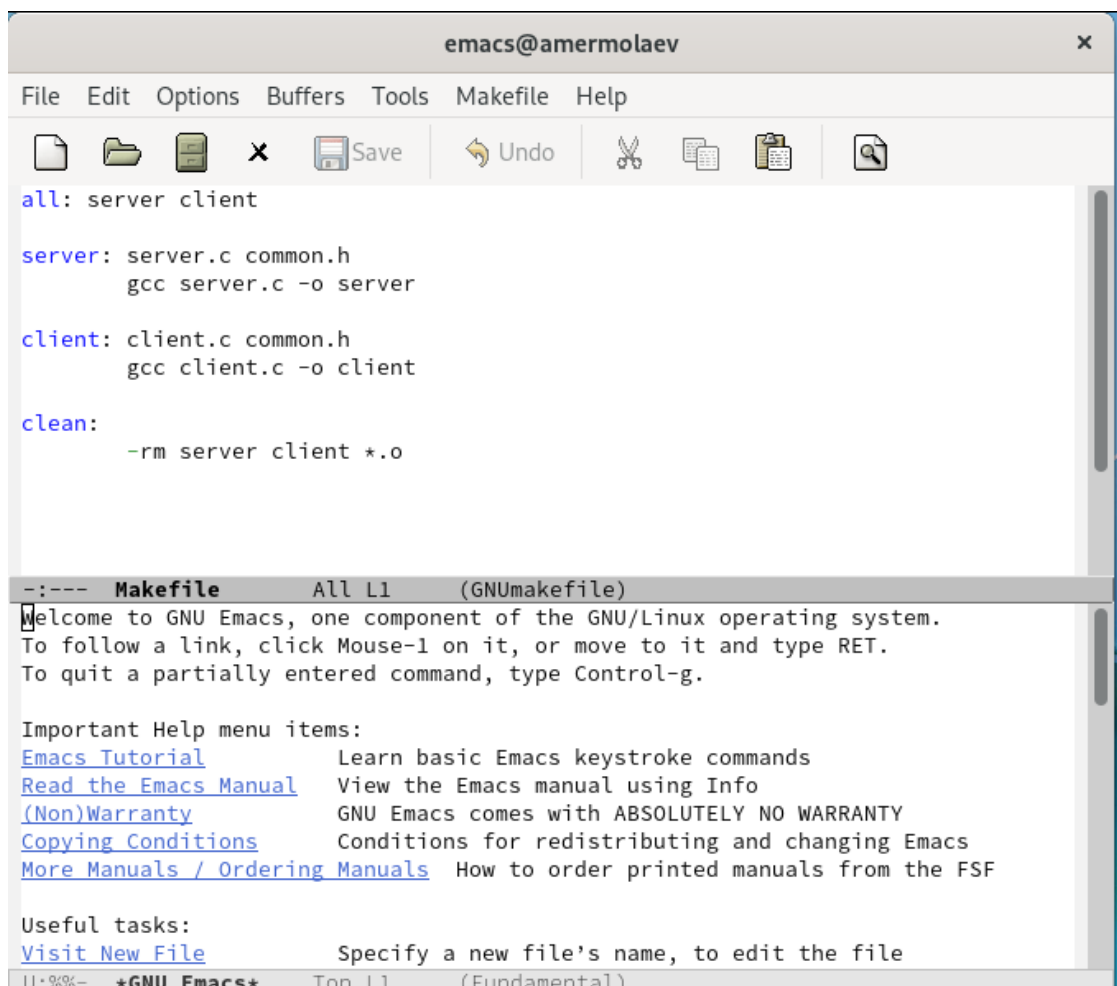 emacs@amermolaev ×
File Edit Options Buffers Tools Makefile Help
Save Undo
all: server client
server: server.c common.h
        gcc server.c -o server
client: client.c common.h
        gcc client.c -o client
clean:
        -rm server client *.o
-:---  Makefile       All L1     (GNUmakefile)
Welcome to GNU Emacs, one component of the GNU/Linux operating system.
To follow a link, click Mouse-1 on it, or move to it and type RET.
To quit a partially entered command, type Control-g.
Important Help menu items:
Emacs Tutorial          Learn basic Emacs keystroke commands
Read the Emacs Manual   View the Emacs manual using Info
(Non)Warranty           GNU Emacs comes with ABSOLUTELY NO WARRANTY
Copying Conditions      Conditions for redistributing and changing Emacs
More Manuals / Ordering Manuals  How to order printed manuals from the FSF
Useful tasks:
Visit New File          Specify a new file’s name, to edit the file
U:%%-  *GNU Emacs*    Top L1     (Fundamental)